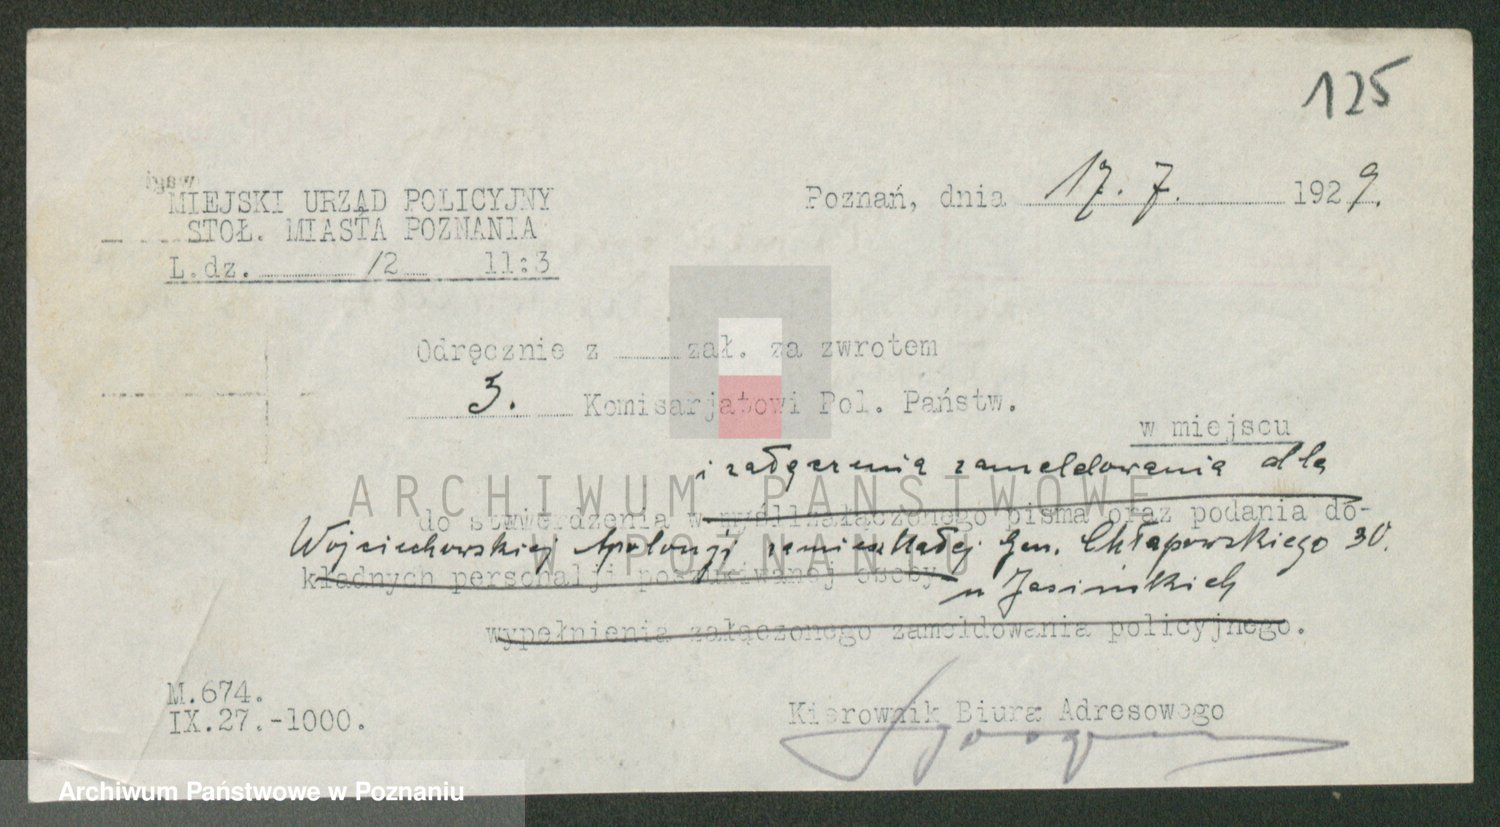 125
MIEJSKI URZĄD POLICYJNY
STOŁ. MIASTA POZNANIA
L.dz. /2 11:3
Poznań, dnia 17. 7. 1929.
Odręcznie z zał. za zwrotem
3. Komisarjatowi Pol. Państw.
w miejscu
i załączenia zameldowania dla
ARCHIWUM PANSTWOWE
do stwierdzenia w myśl załączonego pisma oraz podania do-
Wojciechowskiej Apolonji zamieszkałej Gen. Chłapowskiego 30.
W POZNANIU
kładnych personalji poszukiwanej osoby
u Jasińskich
wypełnienia załączonego zameldowania policyjnego.
M.674.
IX.27.-1000.
Kierownik Biura Adresowego
Archiwum Państwowe w Poznaniu